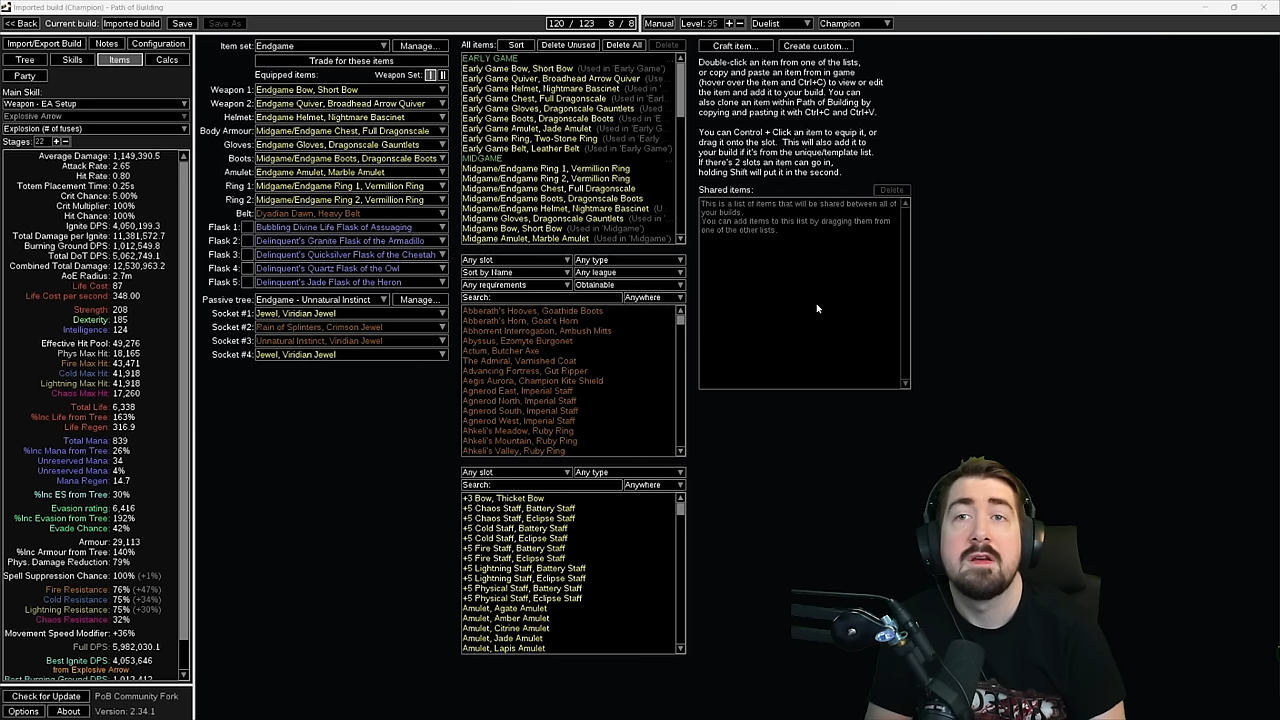 Imported build (Champion) - Path of Building
<< Back Current build: Imported build Save Save As 120 / 123 8 / 8 Manual Level: 95 + - Duelist Champion
Import/Export Build Notes Configuration
Tree Skills Items Calcs
Party
Main Skill:
Weapon - EA Setup
Explosive Arrow
Explosion (# of fuses)
Stages: 22 + -
Average Damage: 1,149,390.5
Attack Rate: 2.65
Hit Rate: 0.80
Totem Placement Time: 0.25s
Crit Chance: 5.00%
Crit Multiplier: 100%
Hit Chance: 100%
Ignite DPS: 4,050,199.3
Total Damage per Ignite: 11,381,572.7
Burning Ground DPS: 1,012,549.8
Total DoT DPS: 5,062,749.1
Combined Total Damage: 12,530,963.2
AoE Radius: 2.7m
Life Cost: 87
Life Cost per second: 348.00
Strength: 208
Dexterity: 185
Intelligence: 124
Effective Hit Pool: 49,276
Phys Max Hit: 18,165
Fire Max Hit: 43,471
Cold Max Hit: 41,918
Lightning Max Hit: 41,918
Chaos Max Hit: 17,260
Total Life: 6,338
%Inc Life from Tree: 163%
Life Regen: 316.9
Total Mana: 839
%Inc Mana from Tree: 26%
Unreserved Mana: 34
Unreserved Mana: 4%
Mana Regen: 14.7
%Inc ES from Tree: 30%
Evasion rating: 6,416
%Inc Evasion from Tree: 192%
Evade Chance: 42%
Armour: 29,113
%Inc Armour from Tree: 140%
Phys. Damage Reduction: 79%
Spell Suppression Chance: 100% (+1%)
Fire Resistance: 76% (+47%)
Cold Resistance: 75% (+34%)
Lightning Resistance: 75% (+30%)
Chaos Resistance: 32%
Movement Speed Modifier: +36%
Full DPS: 5,982,030.1
Best Ignite DPS: 4,053,646
from Explosive Arrow
Best Burning Ground DPS: 1,013,412
Check for Update PoB Community Fork
Options About Version: 2.34.1
Item set: Endgame Manage...
Trade for these items
Equipped items: Weapon Set: I II
Weapon 1: Endgame Bow, Short Bow
Weapon 2: Endgame Quiver, Broadhead Arrow Quiver
Helmet: Endgame Helmet, Nightmare Bascinet
Body Armour: Midgame/Endgame Chest, Full Dragonscale
Gloves: Endgame Gloves, Dragonscale Gauntlets
Boots: Midgame/Endgame Boots, Dragonscale Boots
Amulet: Endgame Amulet, Marble Amulet
Ring 1: Midgame/Endgame Ring 1, Vermillion Ring
Ring 2: Midgame/Endgame Ring 2, Vermillion Ring
Belt: Dyadian Dawn, Heavy Belt
Flask 1: Bubbling Divine Life Flask of Assuaging
Flask 2: Delinquent's Granite Flask of the Armadillo
Flask 3: Delinquent's Quicksilver Flask of the Cheetah
Flask 4: Delinquent's Quartz Flask of the Owl
Flask 5: Delinquent's Jade Flask of the Heron
Passive tree: Endgame - Unnatural Instinct Manage...
Socket #1: Jewel, Viridian Jewel
Socket #2: Rain of Splinters, Crimson Jewel
Socket #3: Unnatural Instinct, Viridian Jewel
Socket #4: Jewel, Viridian Jewel
All items: Sort Delete Unused Delete All Delete
EARLY GAME
Early Game Bow, Short Bow (Used in 'Early Game')
Early Game Quiver, Broadhead Arrow Quiver (Used
Early Game Helmet, Nightmare Bascinet (Used in 'E
Early Game Chest, Full Dragonscale (Used in 'Earl
Early Game Gloves, Dragonscale Gauntlets (Used
Early Game Boots, Dragonscale Boots (Used in 'E
Early Game Amulet, Jade Amulet (Used in 'Early G
Early Game Ring, Two-Stone Ring (Used in 'Early
Early Game Belt, Leather Belt (Used in 'Early Game')
MIDGAME
Midgame/Endgame Ring 1, Vermillion Ring
Midgame/Endgame Ring 2, Vermillion Ring
Midgame/Endgame Chest, Full Dragonscale
Midgame/Endgame Boots, Dragonscale Boots
Midgame/Endgame Helmet, Nightmare Bascinet (U
Midgame Gloves, Dragonscale Gauntlets (Used in
Midgame Bow, Short Bow (Used in 'Midgame')
Midgame Amulet, Marble Amulet (Used in 'Midgame')
Any slot Any type
Sort by Name Any league
Any requirements Obtainable
Search: Anywhere
Abberath's Hooves, Goathide Boots
Abberath's Horn, Goat's Horn
Abhorrent Interrogation, Ambush Mitts
Abyssus, Ezomyte Burgonet
Actum, Butcher Axe
The Admiral, Varnished Coat
Advancing Fortress, Gut Ripper
Aegis Aurora, Champion Kite Shield
Agnerod East, Imperial Staff
Agnerod North, Imperial Staff
Agnerod South, Imperial Staff
Agnerod West, Imperial Staff
Ahkeli's Meadow, Ruby Ring
Ahkeli's Mountain, Ruby Ring
Ahkeli's Valley, Ruby Ring
Any slot Any type
Search: Anywhere
+3 Bow, Thicket Bow
+5 Chaos Staff, Battery Staff
+5 Chaos Staff, Eclipse Staff
+5 Cold Staff, Battery Staff
+5 Cold Staff, Eclipse Staff
+5 Fire Staff, Battery Staff
+5 Fire Staff, Eclipse Staff
+5 Lightning Staff, Battery Staff
+5 Lightning Staff, Eclipse Staff
+5 Physical Staff, Battery Staff
+5 Physical Staff, Eclipse Staff
Amulet, Agate Amulet
Amulet, Amber Amulet
Amulet, Citrine Amulet
Amulet, Jade Amulet
Amulet, Lapis Amulet
Craft item... Create custom...
Double-click an item from one of the lists,
or copy and paste an item from in game
(hover over the item and Ctrl+C) to view or edit
the item and add it to your build. You can
also clone an item within Path of Building by
copying and pasting it with Ctrl+C and Ctrl+V.
You can Control + Click an item to equip it, or
drag it onto the slot. This will also add it to
your build if it's from the unique/template list.
If there's 2 slots an item can go in,
holding Shift will put it in the second.
Shared items: Delete
This is a list of items that will be shared between all of
your builds.
You can add items to this list by dragging them from
one of the other lists.